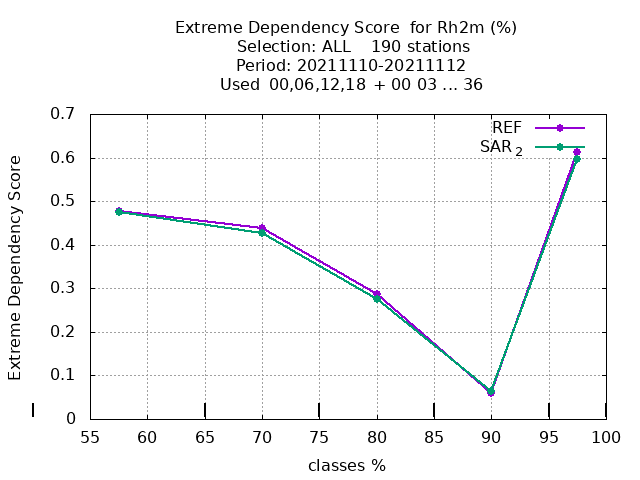 Extreme Dependency Score  for Rh2m (%)
Selection: ALL    190 stations
Period: 20211110-20211112
Used  00,06,12,18  + 00 03 ... 36
0.7
0.6
0.5
0.4
0.3
0.2
0.1
0
Extreme Dependency Score
REF
SAR 2
55 60 65 70 75 80 85 90 95 100
classes %